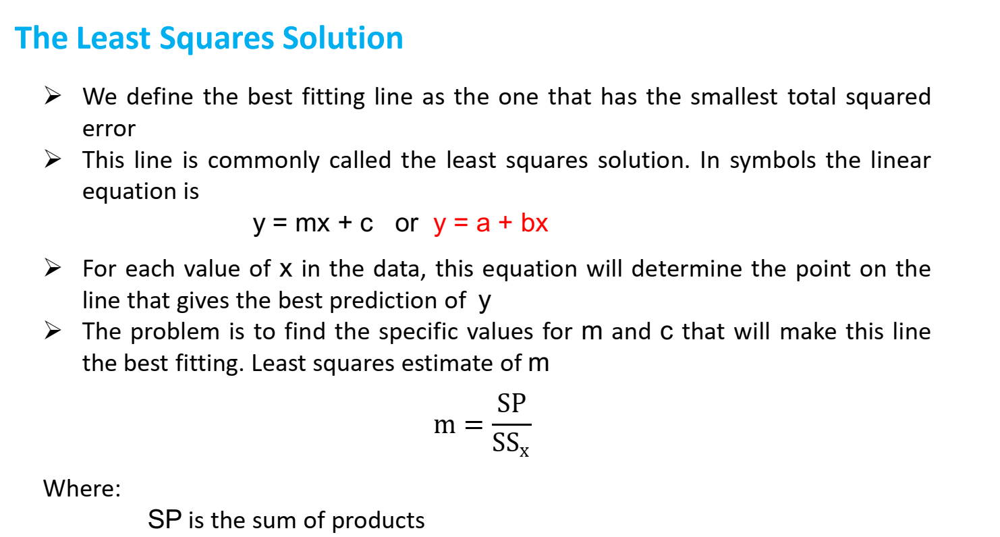 The Least Squares Solution
➢ We define the best fitting line as the one that has the smallest total squared
error
➢ This line is commonly called the least squares solution. In symbols the linear
equation is
y = mx + c or y = a + bx
➢ For each value of x in the data, this equation will determine the point on the
line that gives the best prediction of y
➢ The problem is to find the specific values for m and c that will make this line
the best fitting. Least squares estimate of m
m = SP / SSₓ
Where:
SP is the sum of products